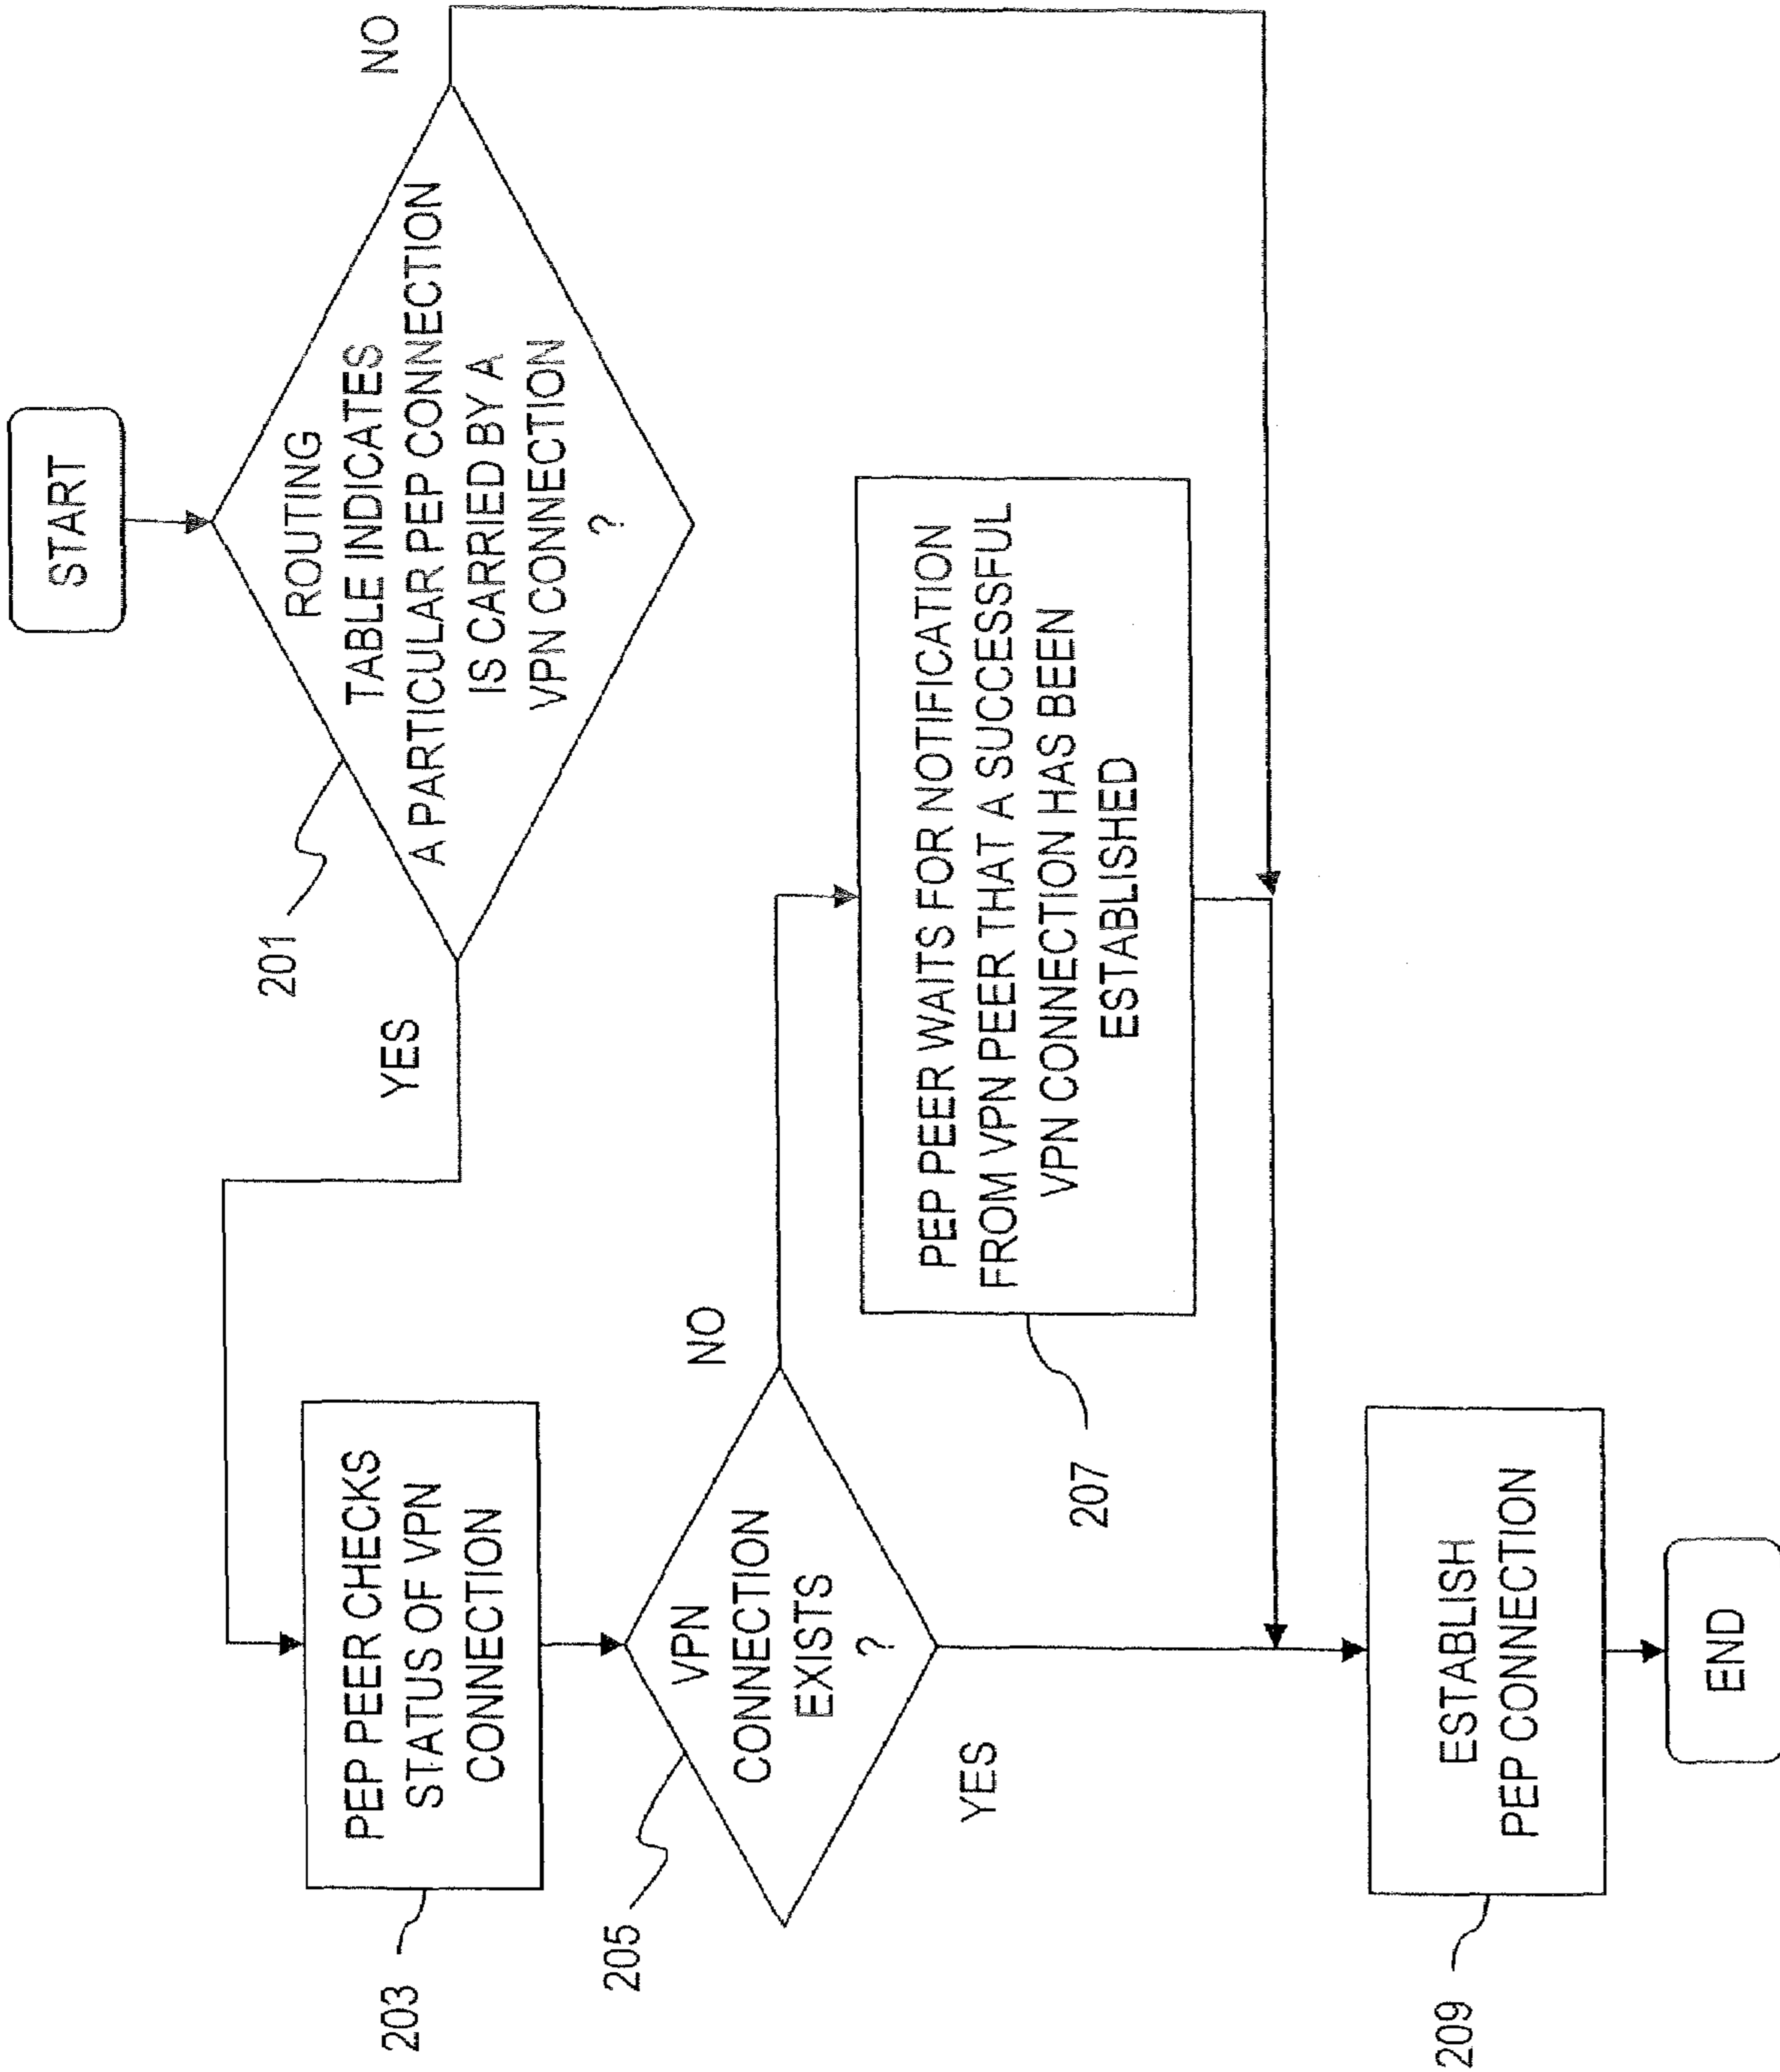 START
ROUTING
TABLE INDICATES
A PARTICULAR PEP CONNECTION
IS CARRIED BY A
VPN CONNECTION
?
201
YES
NO
PEP PEER CHECKS
STATUS OF VPN
CONNECTION
203
VPN
CONNECTION
EXISTS
?
205
NO
YES
PEP PEER WAITS FOR NOTIFICATION
FROM VPN PEER THAT A SUCCESSFUL
VPN CONNECTION HAS BEEN
ESTABLISHED
207
ESTABLISH
PEP CONNECTION
209
END